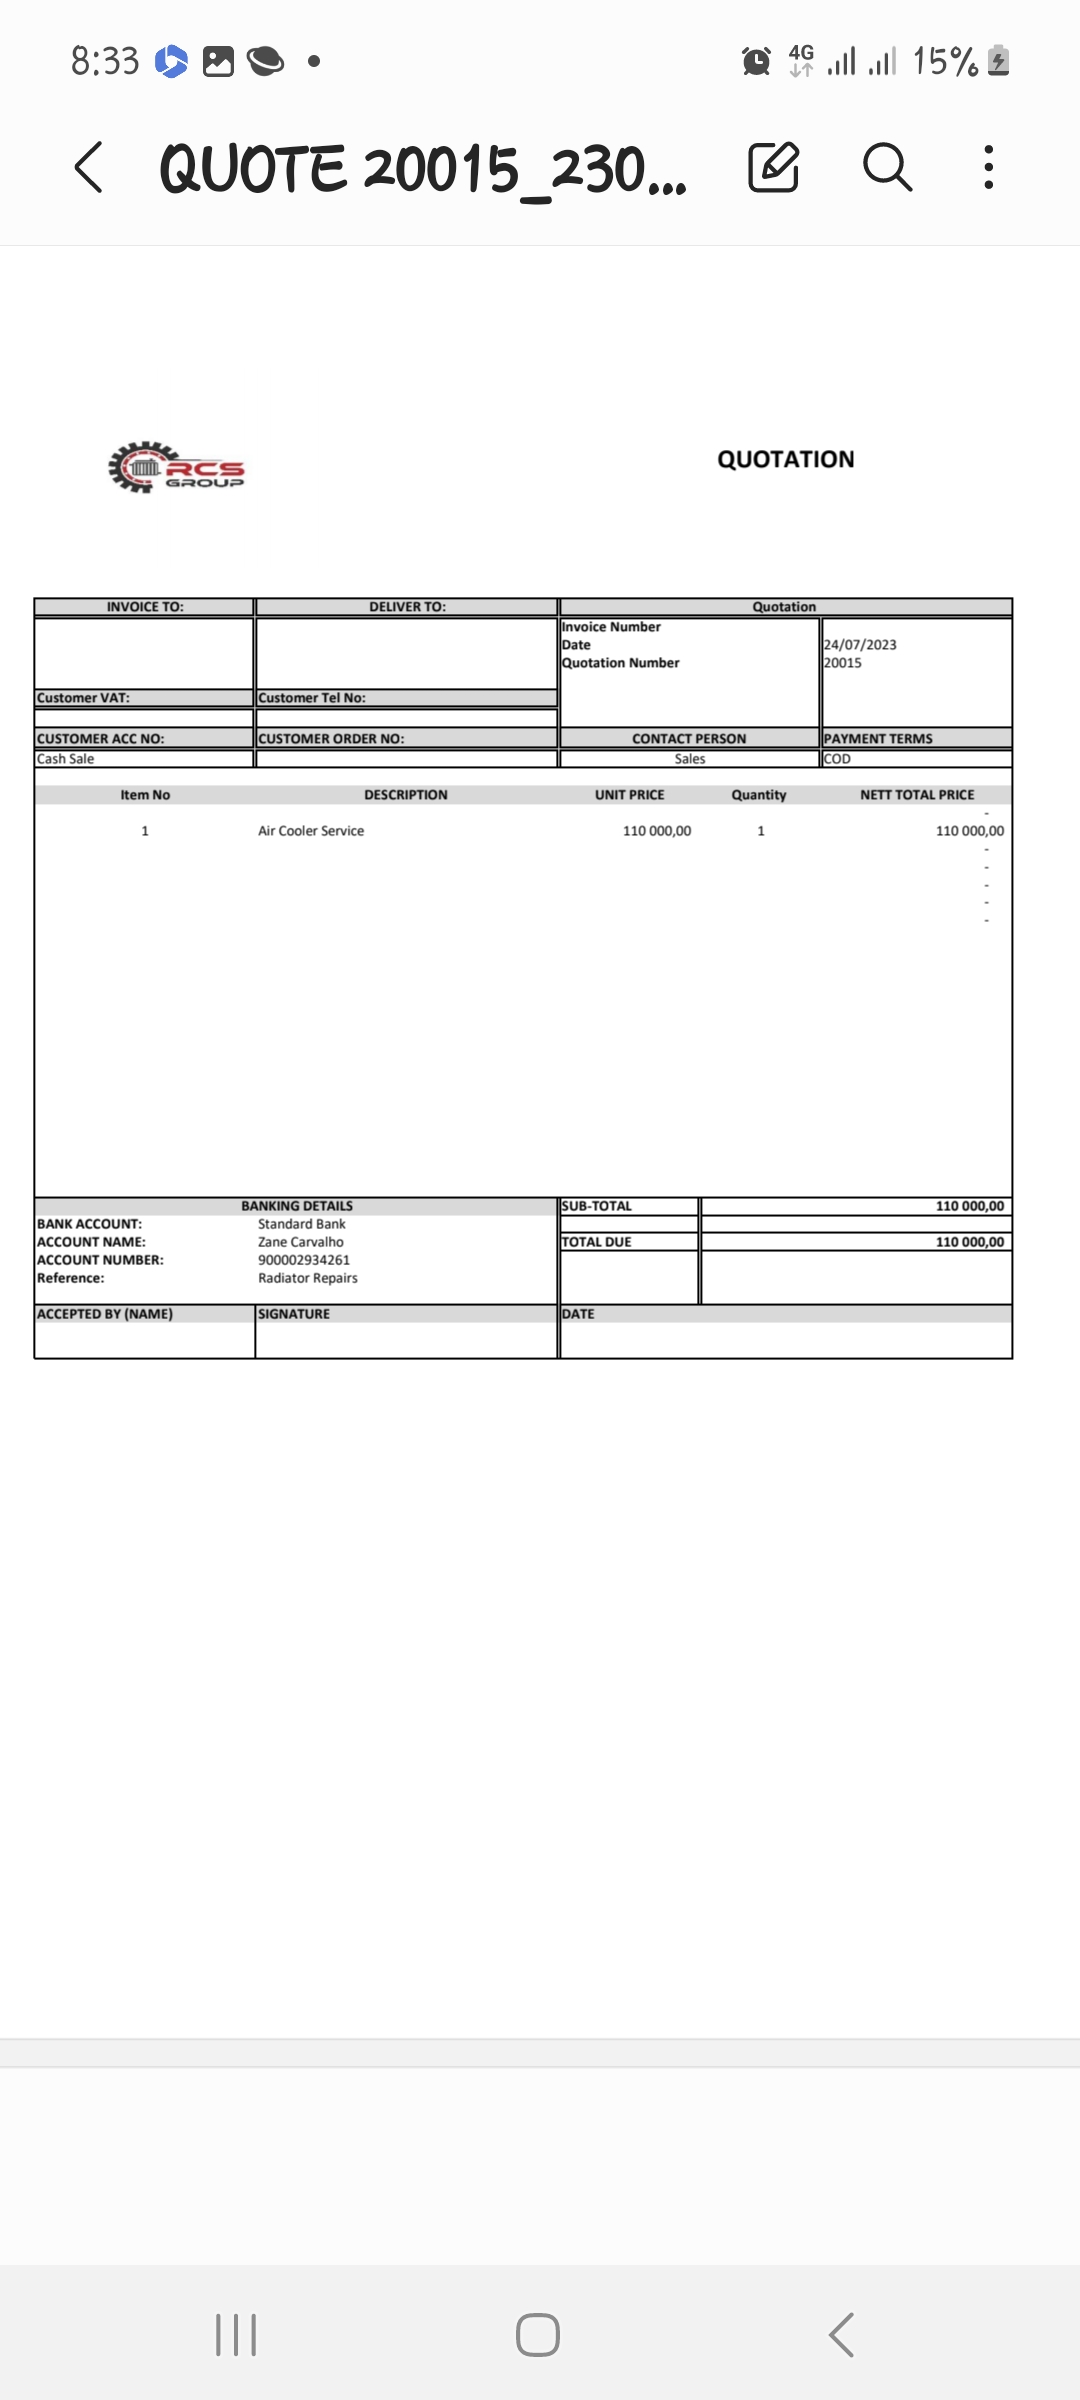 8:33
4G
15%
QUOTE 20015_230...
RCS
GROUP
QUOTATION
INVOICE TO: DELIVER TO: Quotation
Invoice Number
Date 24/07/2023
Quotation Number 20015
Customer VAT: Customer Tel No:
CUSTOMER ACC NO: CUSTOMER ORDER NO: CONTACT PERSON PAYMENT TERMS
Cash Sale Sales COD
Item No DESCRIPTION UNIT PRICE Quantity NETT TOTAL PRICE
-
1 Air Cooler Service 110 000,00 1 110 000,00
-
-
-
-
-
BANKING DETAILS SUB-TOTAL 110 000,00
BANK ACCOUNT: Standard Bank
ACCOUNT NAME: Zane Carvalho TOTAL DUE 110 000,00
ACCOUNT NUMBER: 900002934261
Reference: Radiator Repairs
ACCEPTED BY (NAME) SIGNATURE DATE